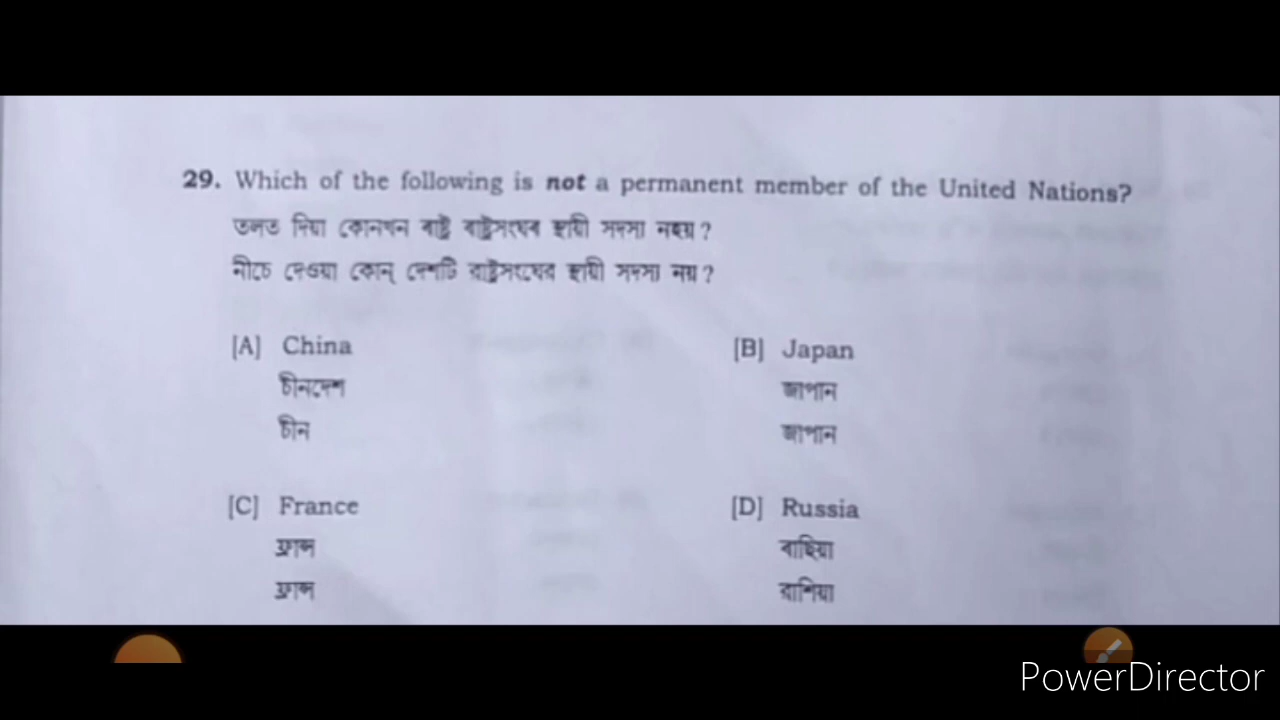 29. Which of the following is not a permanent member of the United Nations?
তলত দিয়া কোনখন ৰাষ্ট্ৰ ৰাষ্ট্ৰসংঘৰ স্থায়ী সদস্য নহয় ?
নীচে দেওয়া কোন্ দেশটি রাষ্ট্রসংঘের স্থায়ী সদস্য নয় ?
[A] China
চীনদেশ
চীন
[B] Japan
জাপান
জাপান
[C] France
ফ্ৰান্স
ফ্রান্স
[D] Russia
ৰাছিয়া
রাশিয়া
PowerDirector